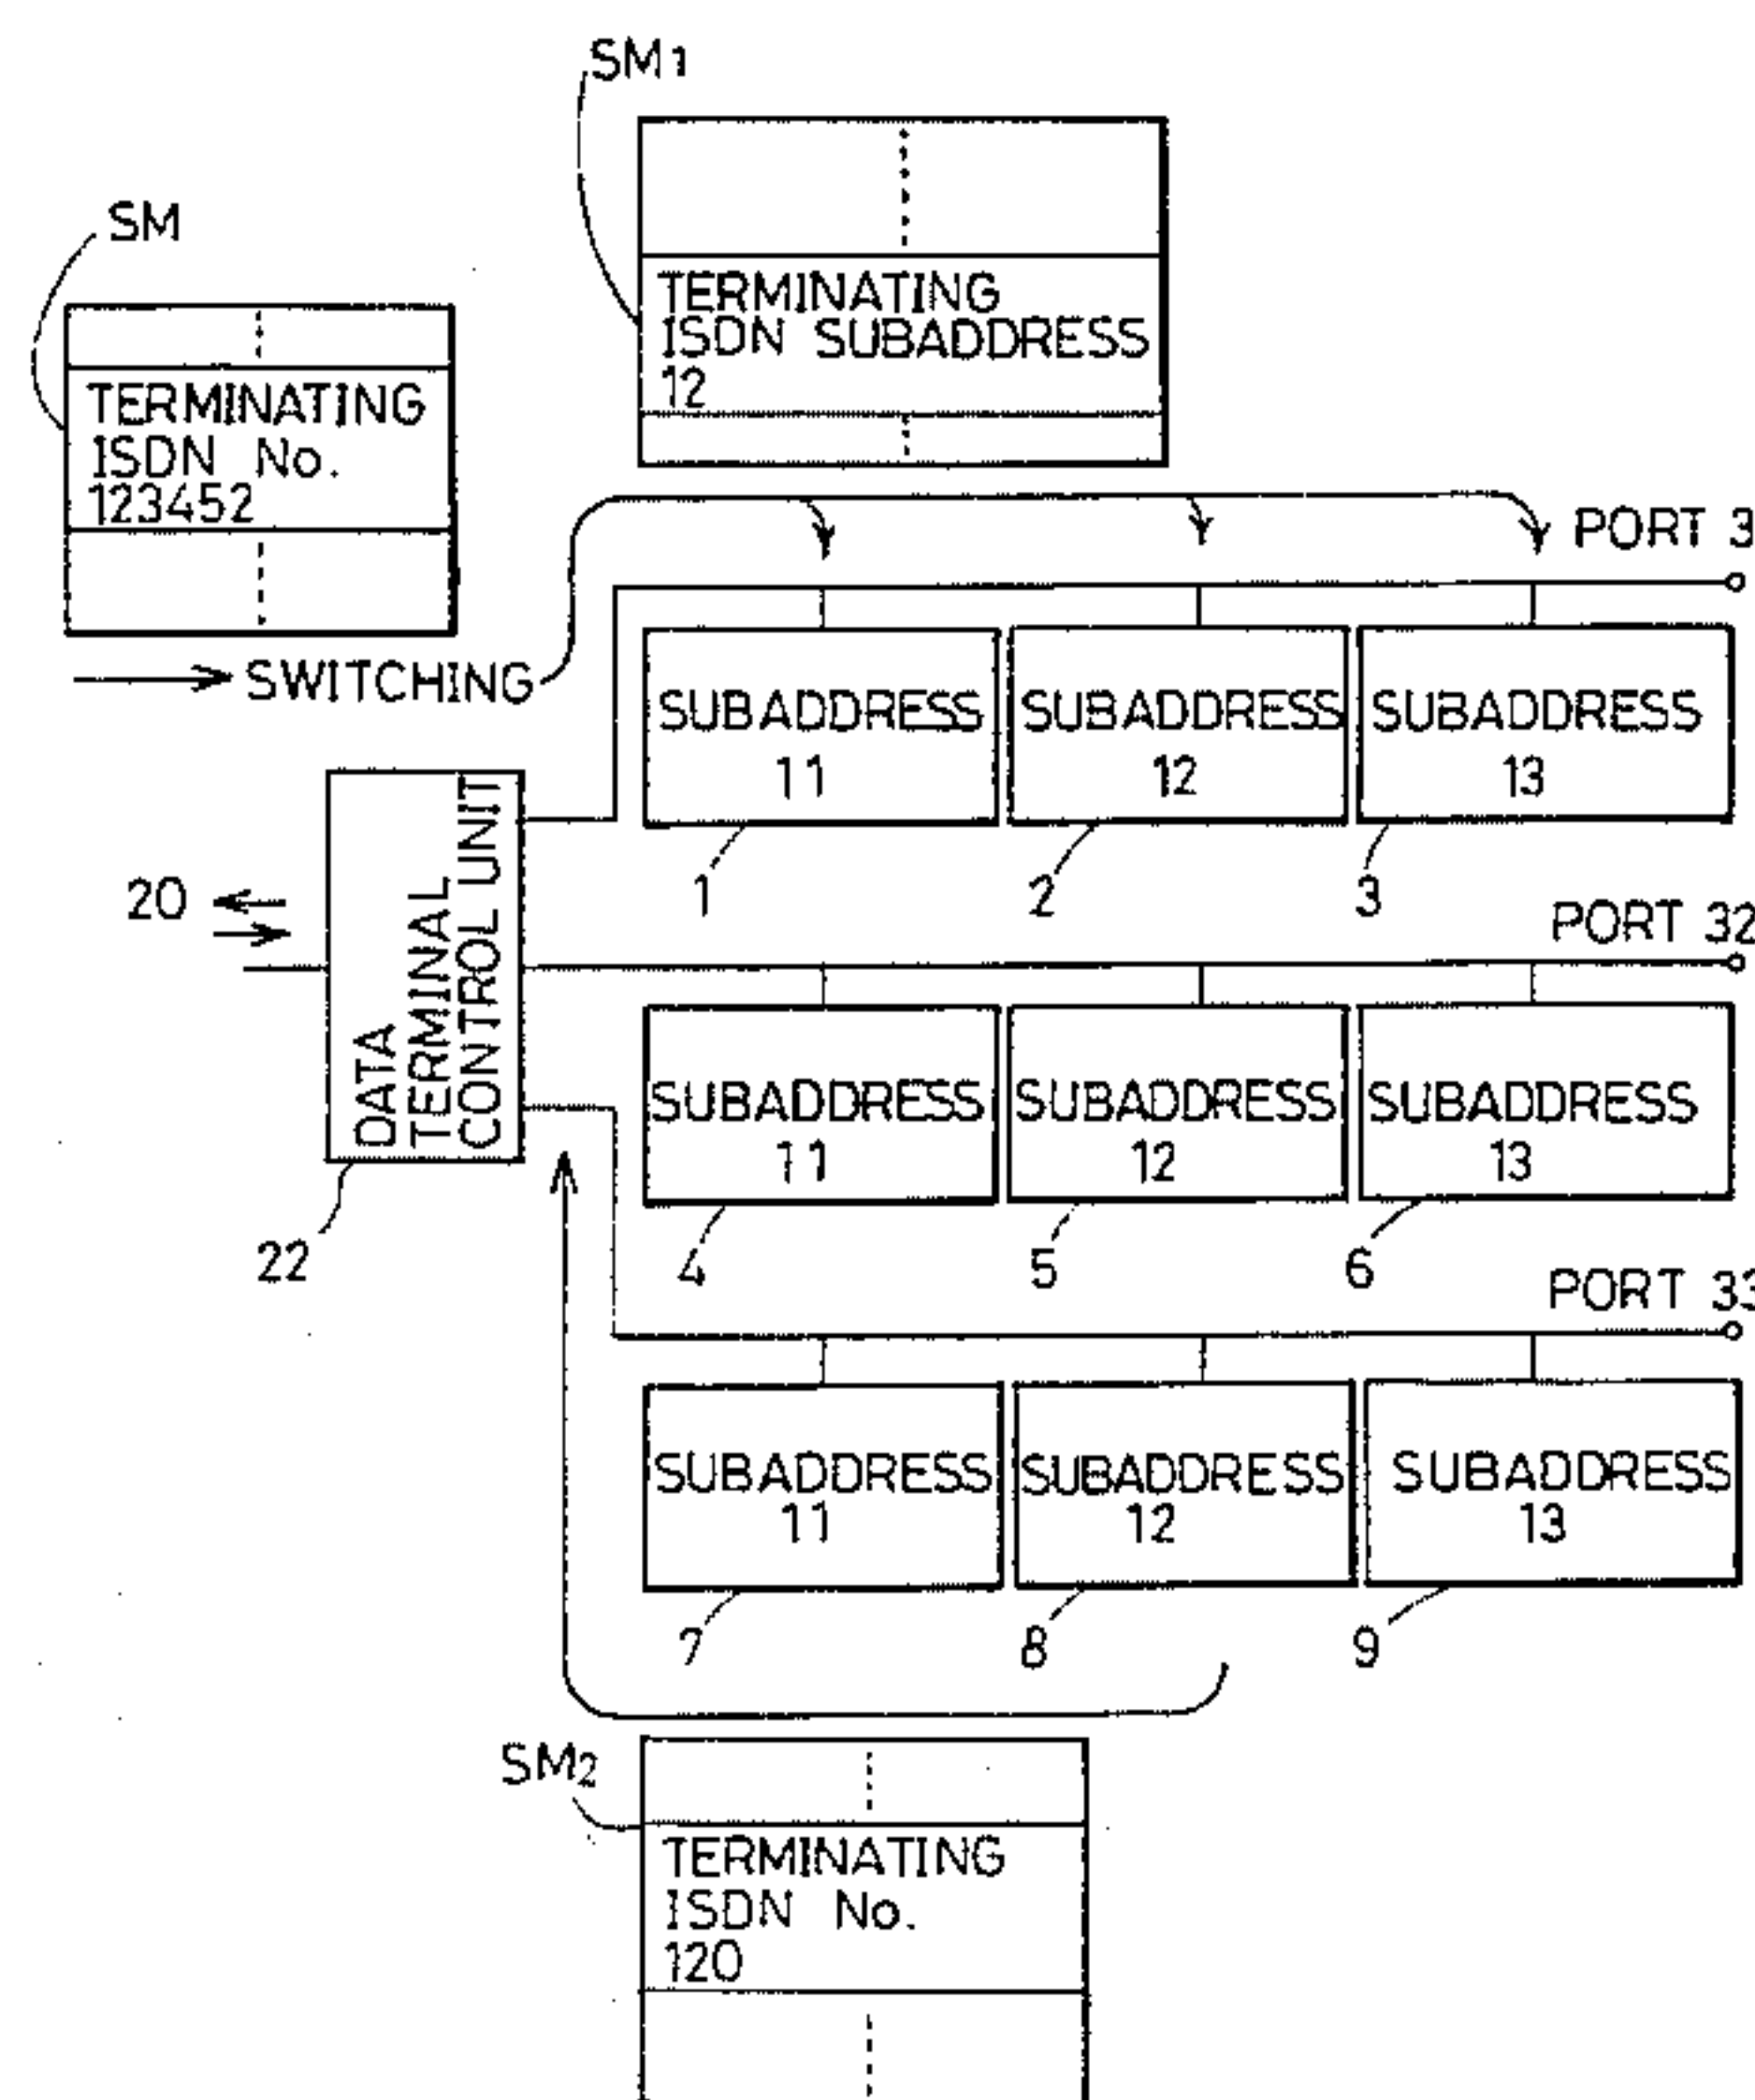 SM1
SM
TERMINATING
ISDN SUBADDRESS
12
TERMINATING
ISDN No.
123452
PORT 3
SWITCHING
SUBADDRESS
11
SUBADDRESS
12
SUBADDRESS
13
1
2
3
DATA
TERMINAL
CONTROL UNIT
20
22
PORT 32
SUBADDRESS
11
SUBADDRESS
12
SUBADDRESS
13
4
5
6
PORT 33
SUBADDRESS
11
SUBADDRESS
12
SUBADDRESS
13
7
8
9
SM2
TERMINATING
ISDN No.
120